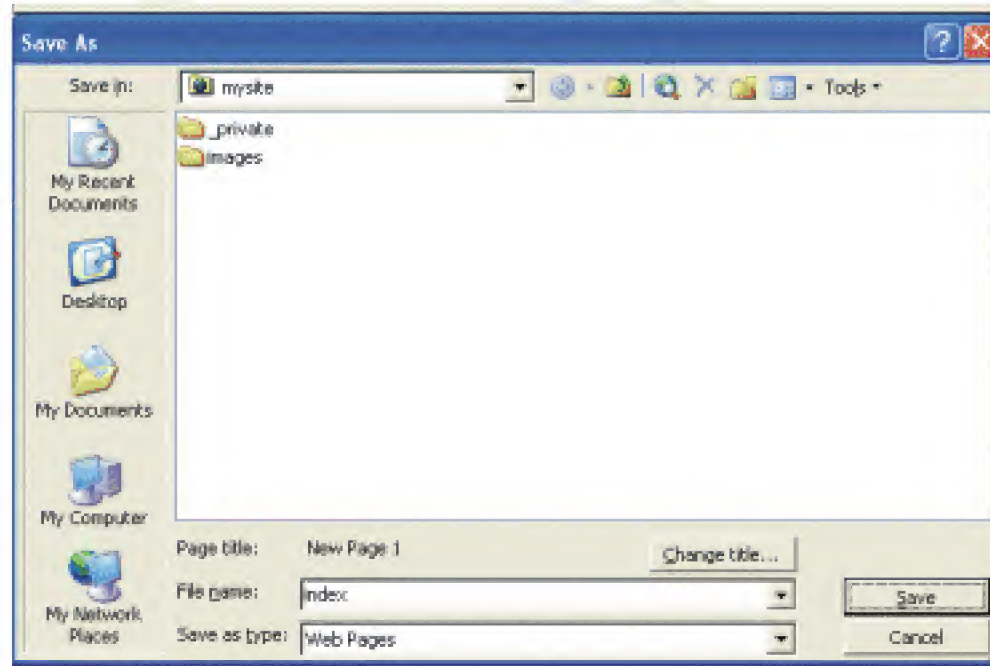 Save As
Save in:
mysite
Tools
_private
images
My Recent
Documents
Desktop
My Documents
My Computer
My Network
Places
Page title:
New Page 1
Change title...
File name:
index
Save
Save as type:
Web Pages
Cancel